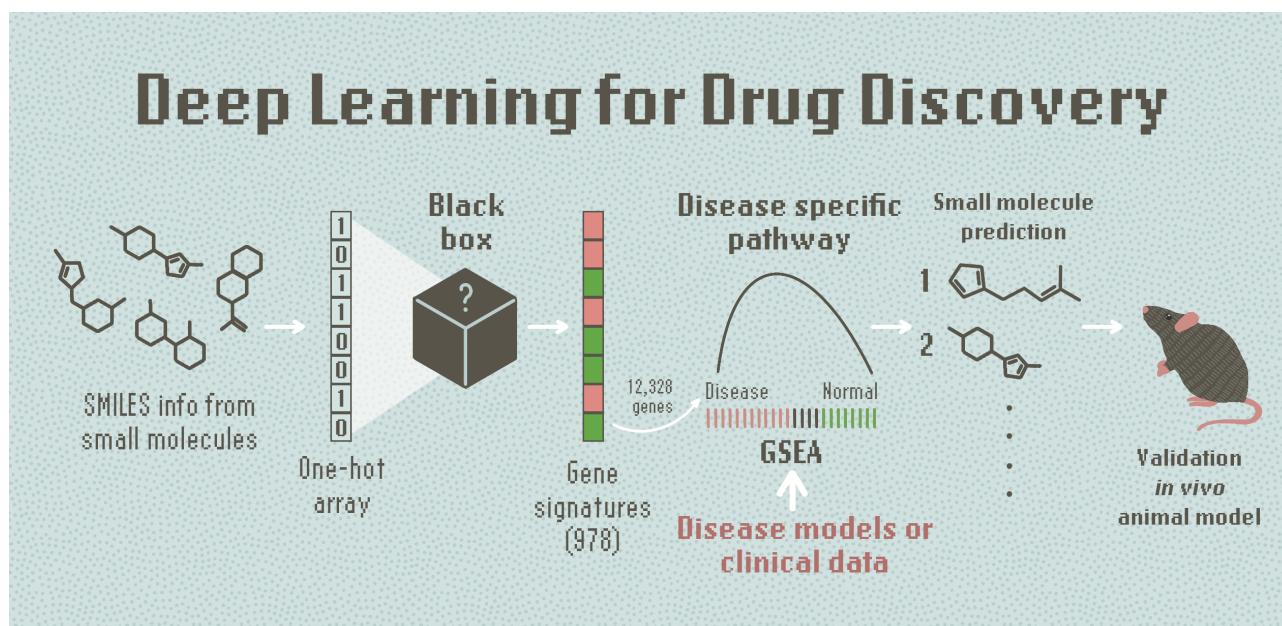 Deep Learning for Drug Discovery
SMILES info from
small molecules
1
0
1
1
0
0
1
0
One-hot
array
Black
box
?
Gene
signatures
(978)
12,328
genes
Disease specific
pathway
Disease
Normal
GSEA
Disease models or
clinical data
Small molecule
prediction
1
2
Validation
in vivo
animal model